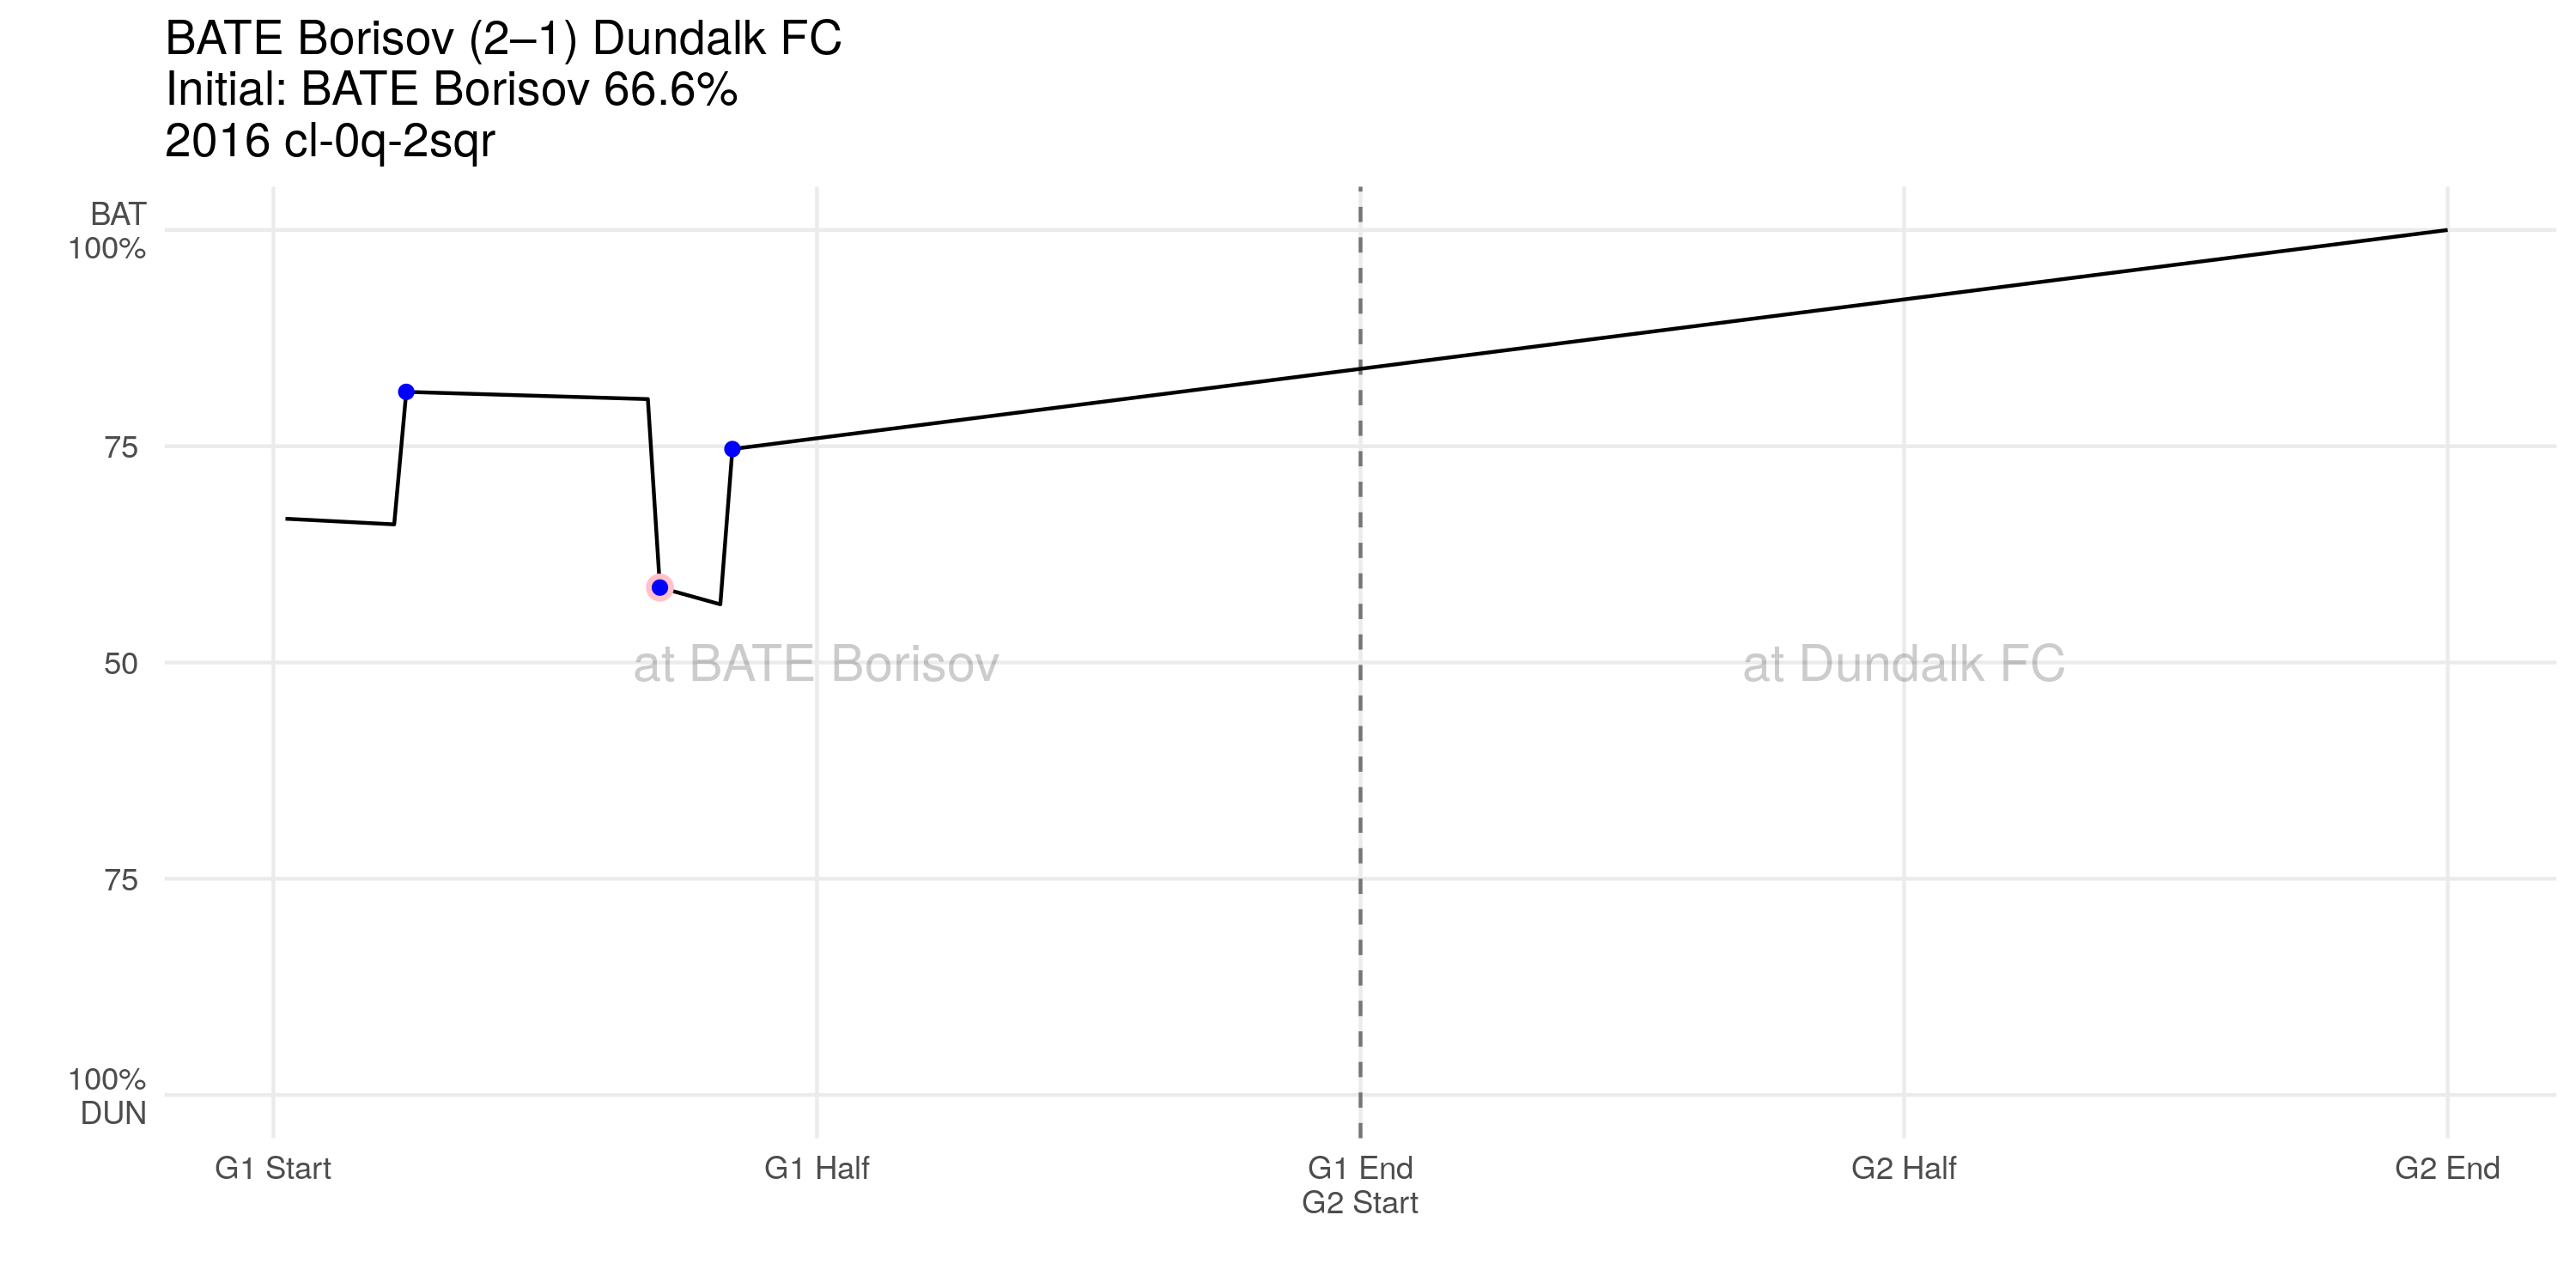 BATE Borisov (2–1) Dundalk FC
Initial: BATE Borisov 66.6%
2016 cl-0q-2sqr
BAT
100%
75
50
75
100%
DUN
at BATE Borisov
at Dundalk FC
G1 Start
G1 Half
G1 End
G2 Start
G2 Half
G2 End